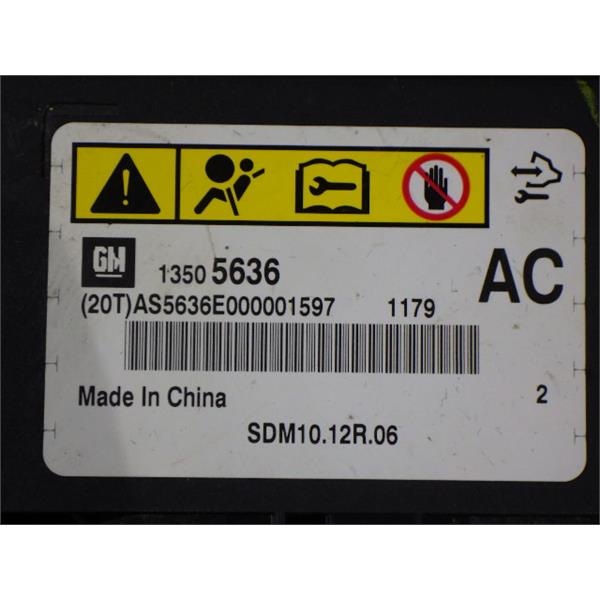 GM 1350 5636 AC
(20T)AS5636E000001597 1179
Made In China 2
SDM10.12R.06